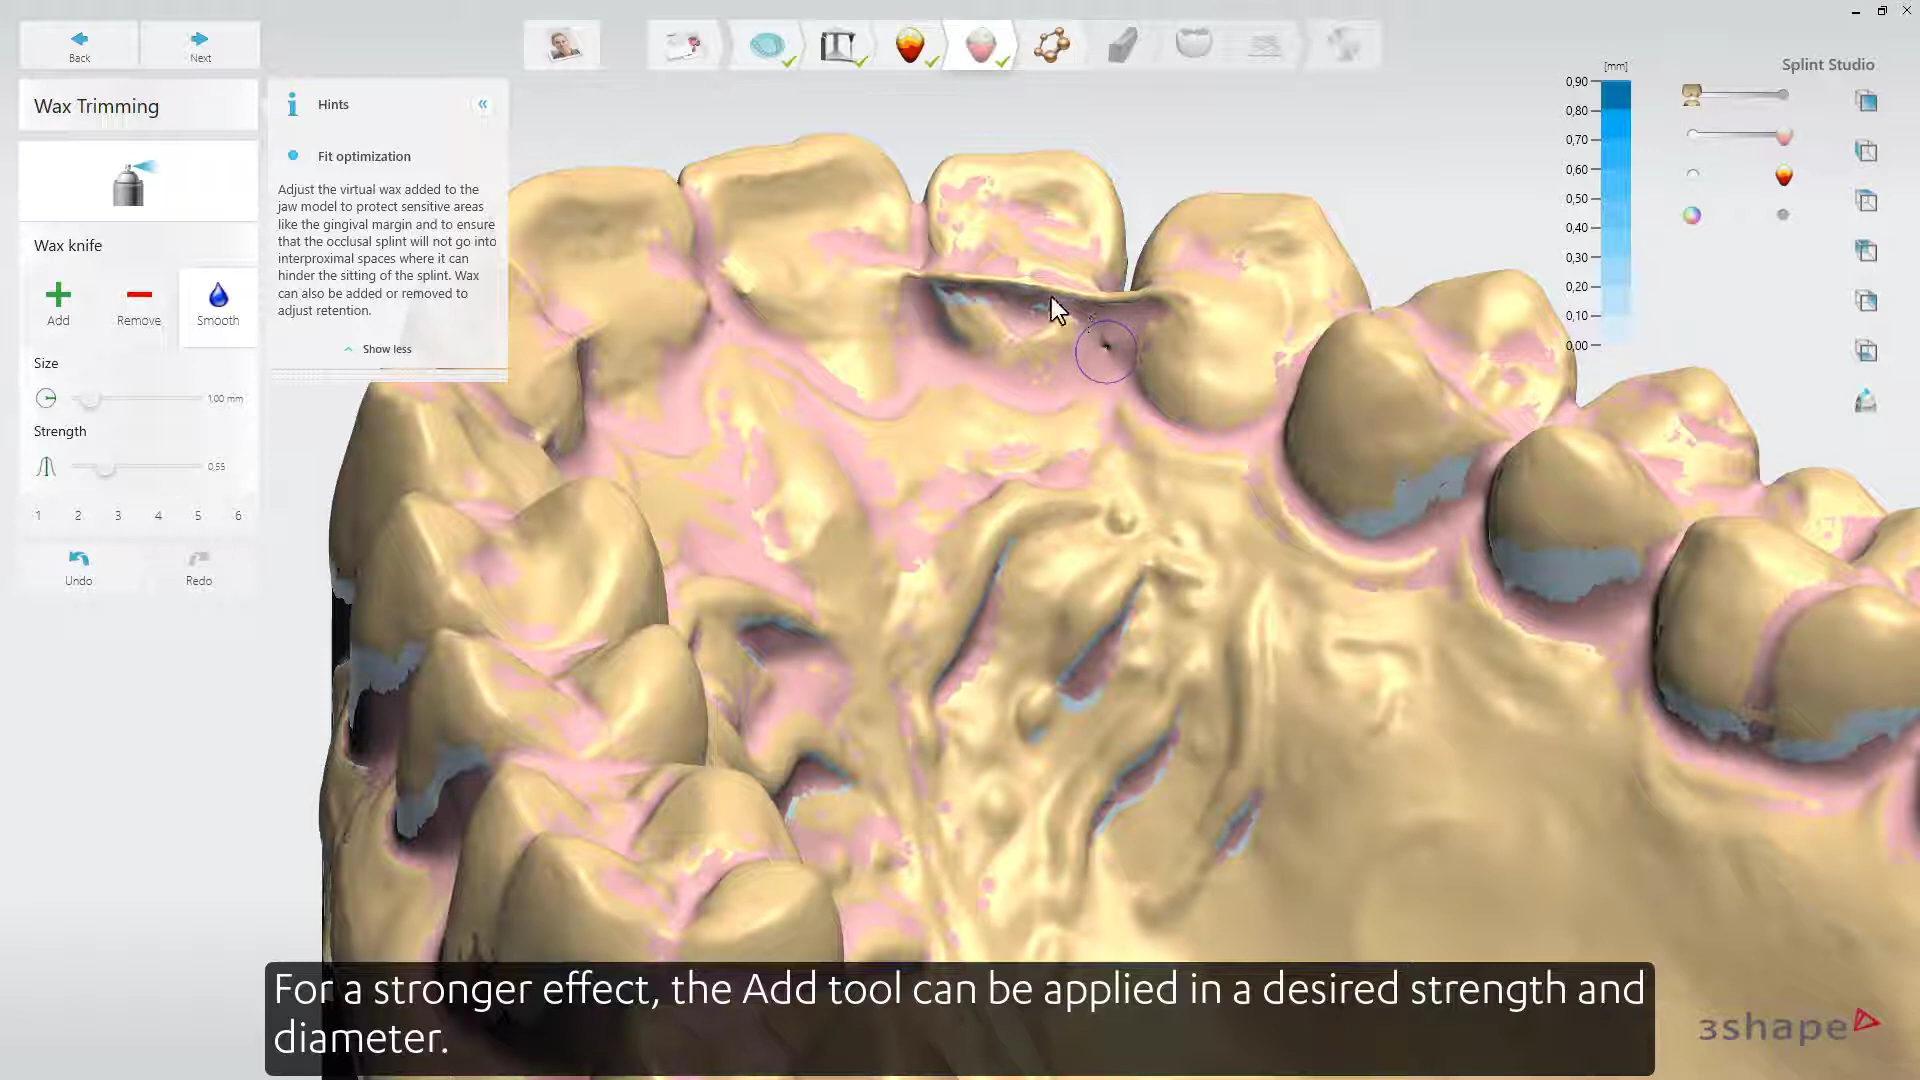 Back
Next
Wax Trimming
Wax knife
Add
Remove
Smooth
Size
1,00 mm
Strength
0,55
1 2 3 4 5 6
Undo
Redo
Hints
Fit optimization
Adjust the virtual wax added to the
jaw model to protect sensitive areas
like the gingival margin and to ensure
that the occlusal splint will not go into
interproximal spaces where it can
hinder the sitting of the splint. Wax
can also be added or removed to
adjust retention.
Show less
[mm]
0,90
0,80
0,70
0,60
0,50
0,40
0,30
0,20
0,10
0,00
Splint Studio
For a stronger effect, the Add tool can be applied in a desired strength and
diameter.
3shape